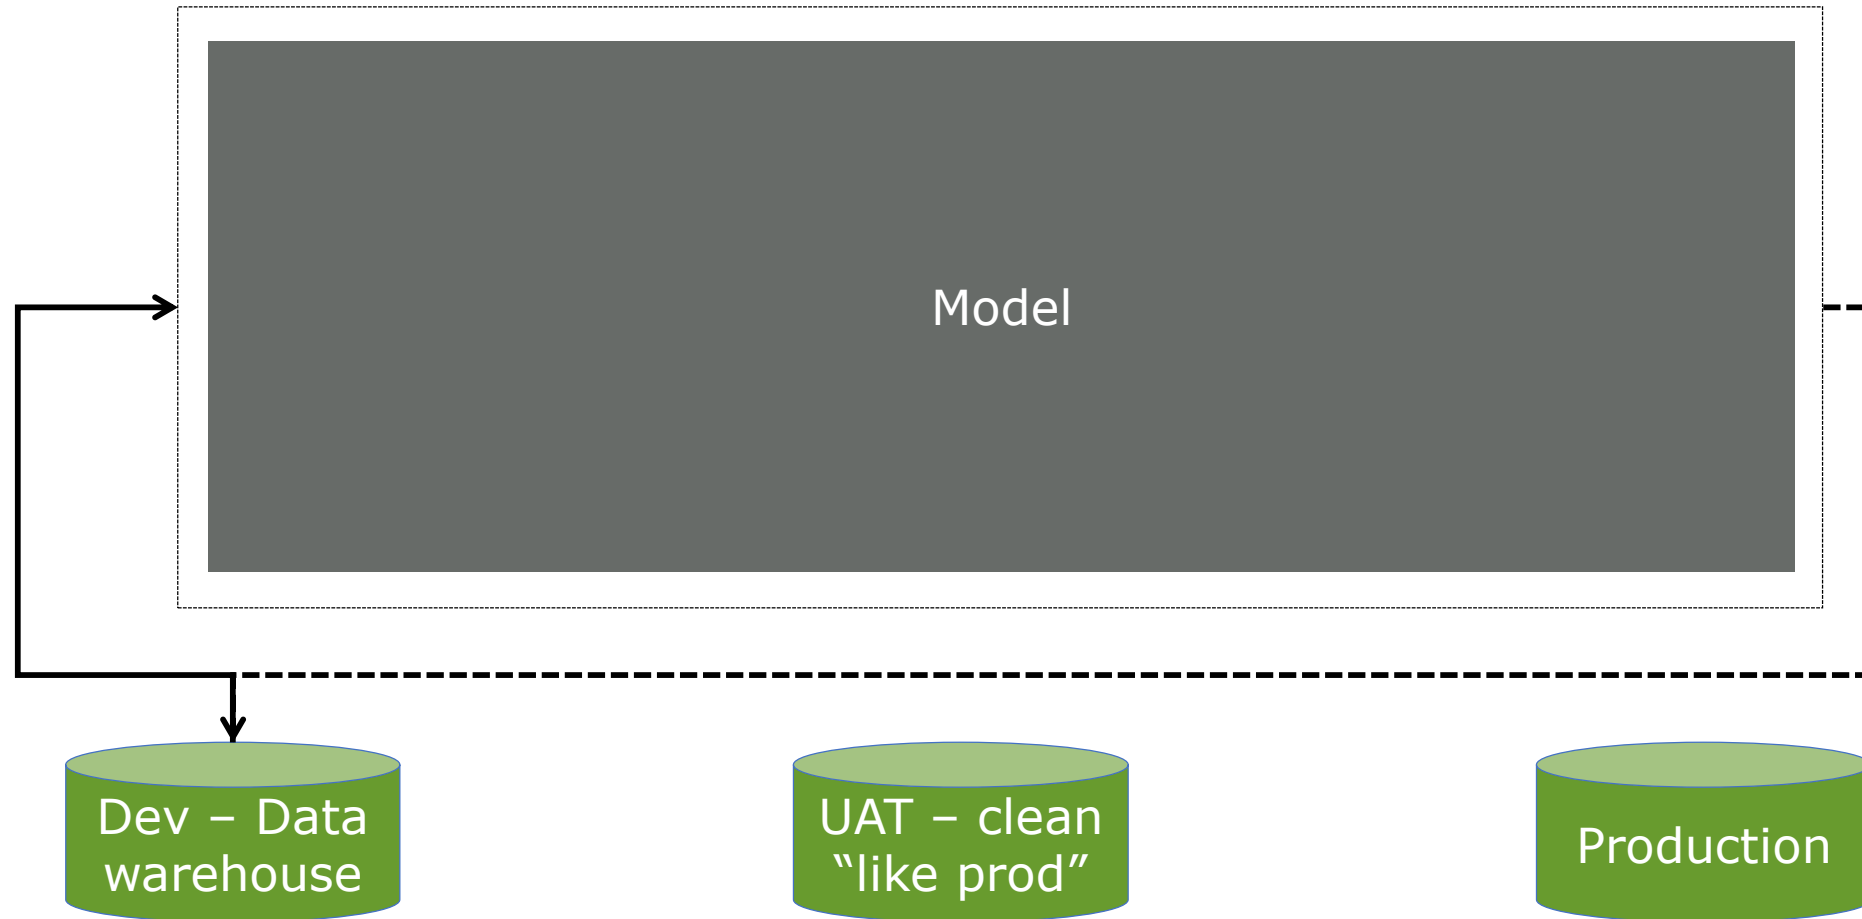 Model
Dev – Data
warehouse
UAT – clean
“like prod”
Production